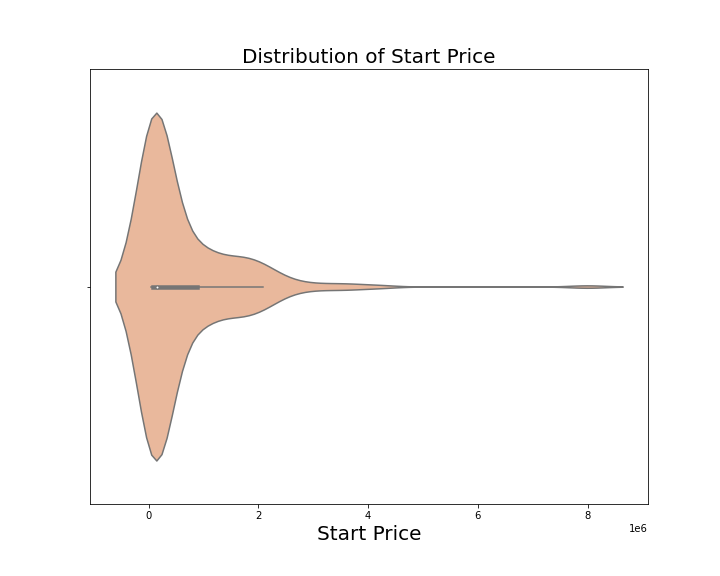 Distribution of Start Price
0 2 4 6 8
1e6
Start Price